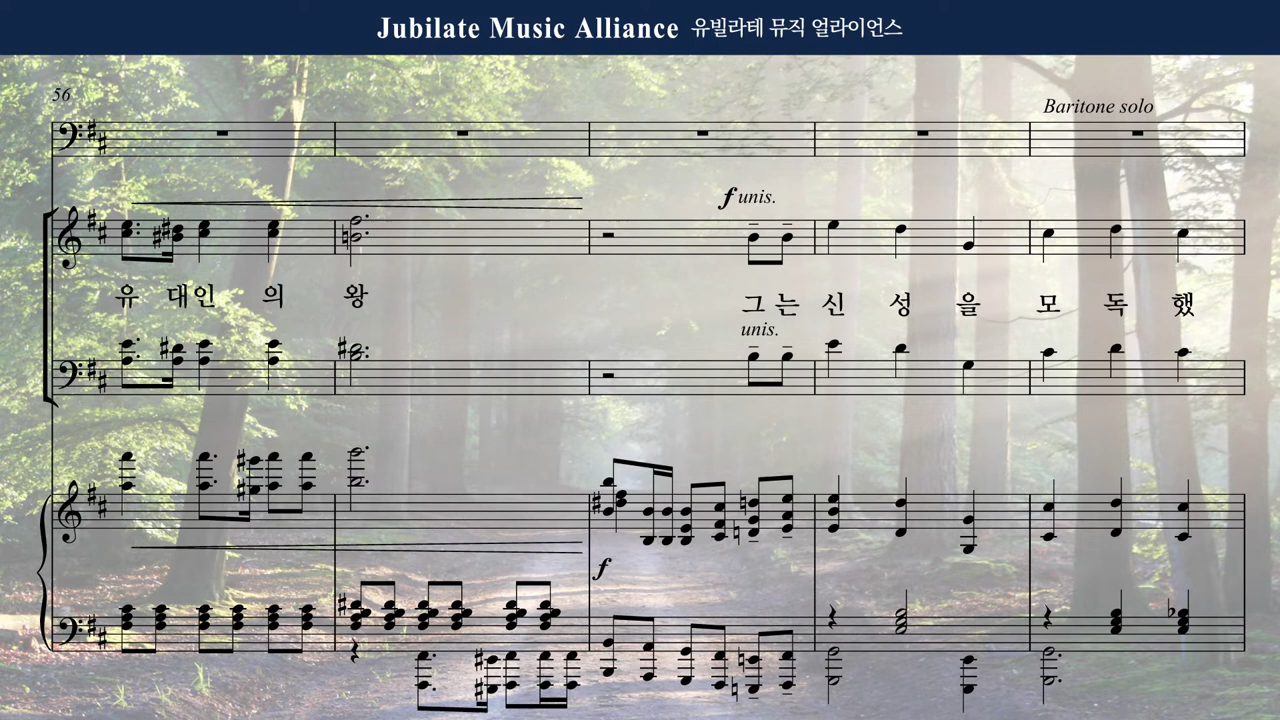 Jubilate Music Alliance 유빌라테 뮤직 얼라이언스
56
Baritone solo
f unis.
유 대인 의 왕 그 는 신 성 을 모 독 했
unis.
f